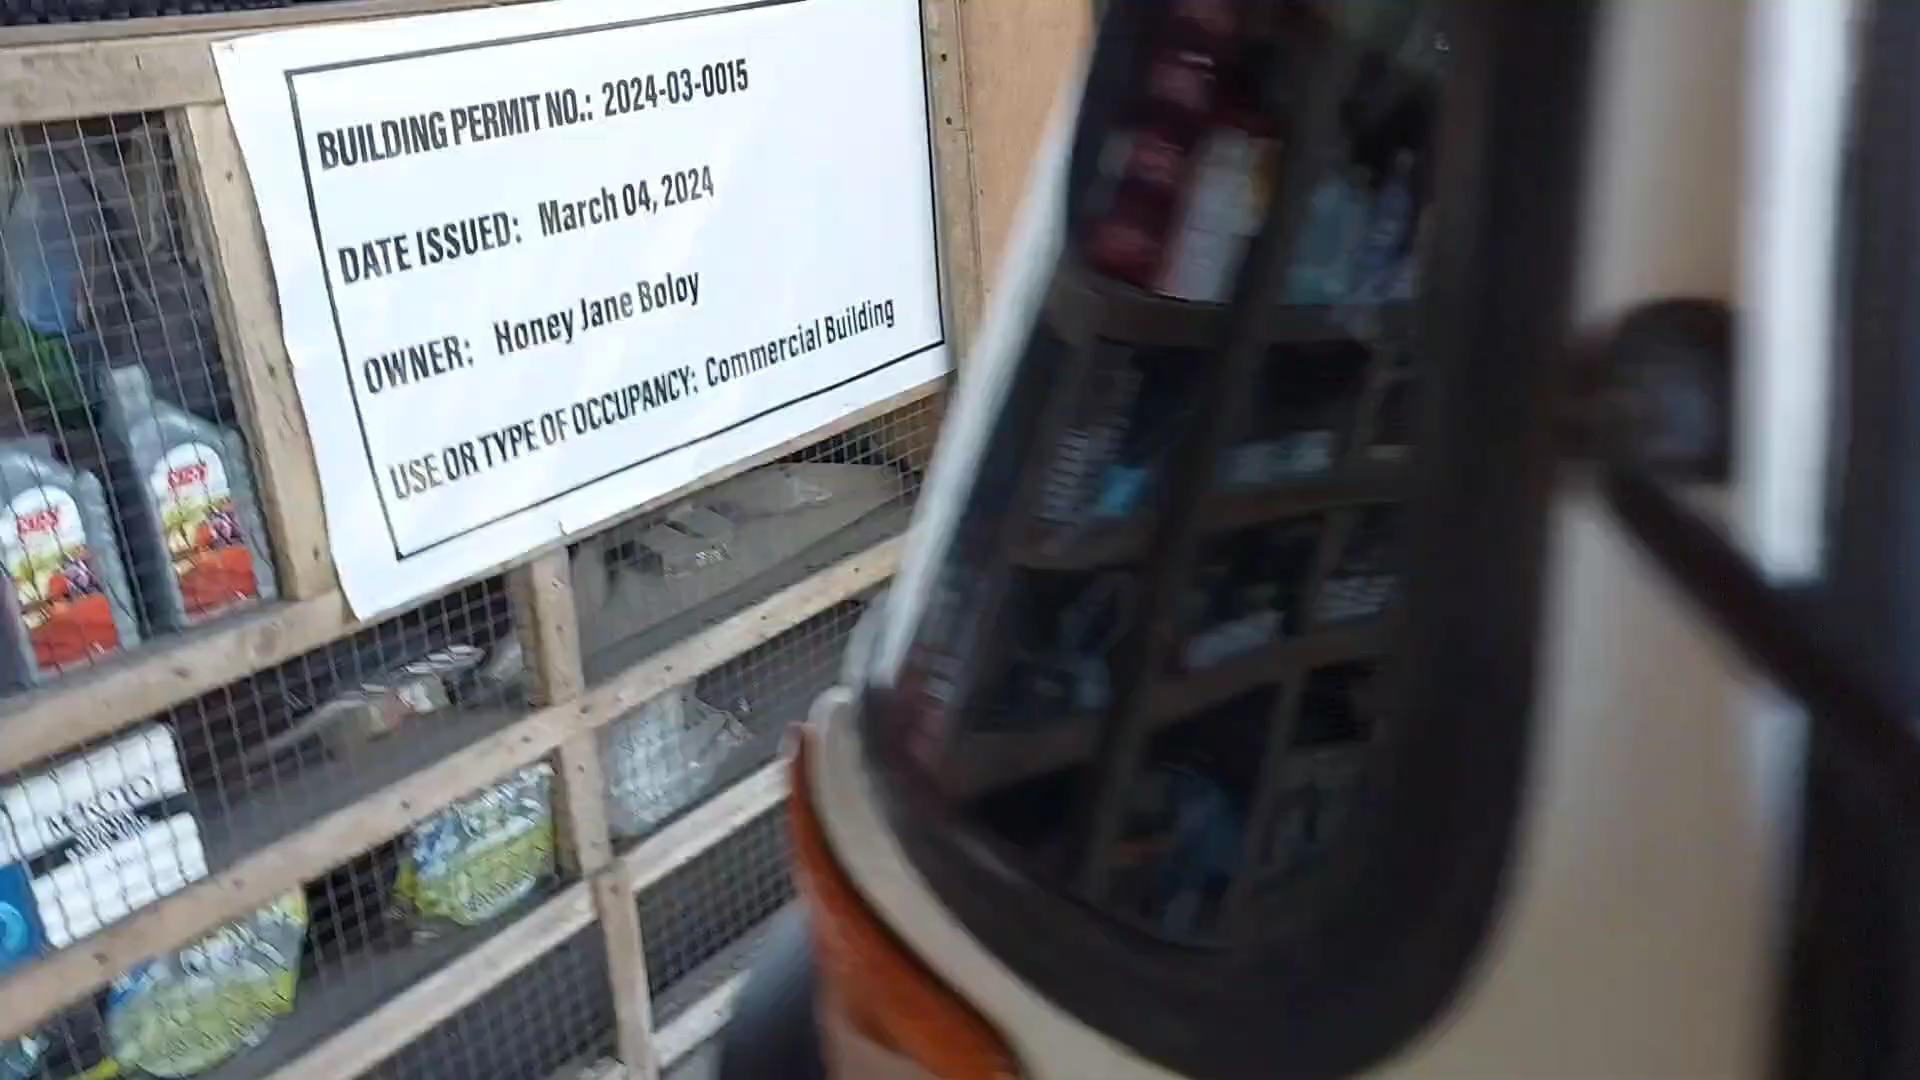 BUILDING PERMIT NO.: 2024-03-0015
DATE ISSUED: March 04, 2024
OWNER: Honey Jane Boloy
USE OR TYPE OF OCCUPANCY: Commercial Building